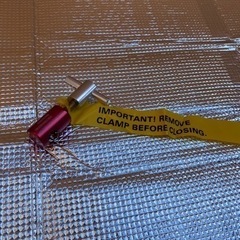 IMPORTANT! REMOVE
CLAMP BEFORE CLOSING.